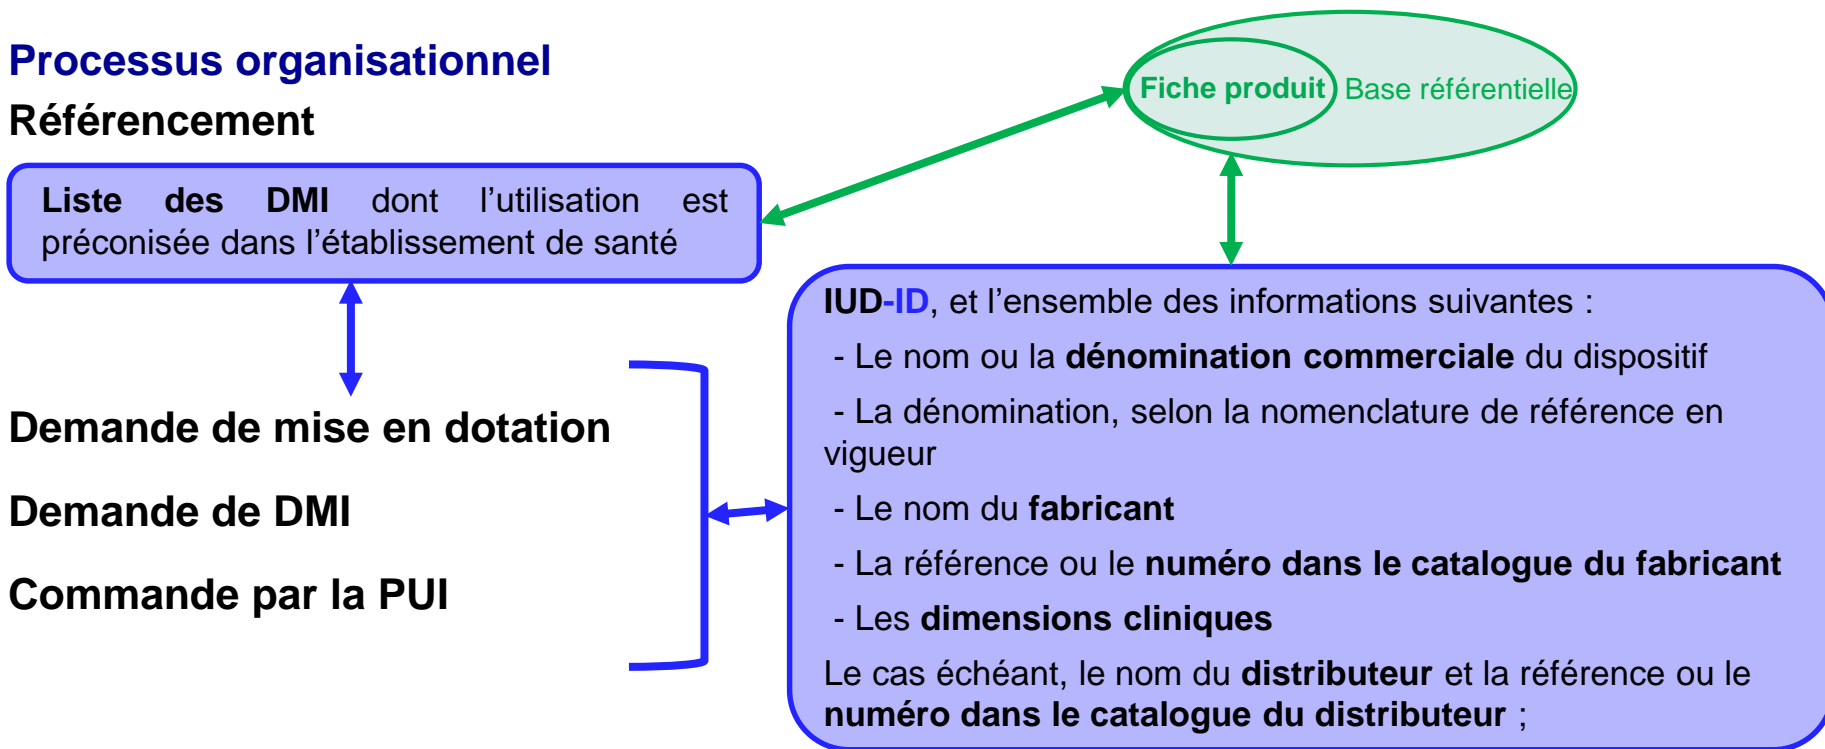 Processus organisationnel
Référencement
Fiche produit
Base référentielle
Liste des DMI dont l’utilisation est
préconisée dans l’établissement de santé
Demande de mise en dotation
Demande de DMI
Commande par la PUI
IUD-ID, et l’ensemble des informations suivantes :
- Le nom ou la dénomination commerciale du dispositif
- La dénomination, selon la nomenclature de référence en
vigueur
- Le nom du fabricant
- La référence ou le numéro dans le catalogue du fabricant
- Les dimensions cliniques
Le cas échéant, le nom du distributeur et la référence ou le
numéro dans le catalogue du distributeur ;